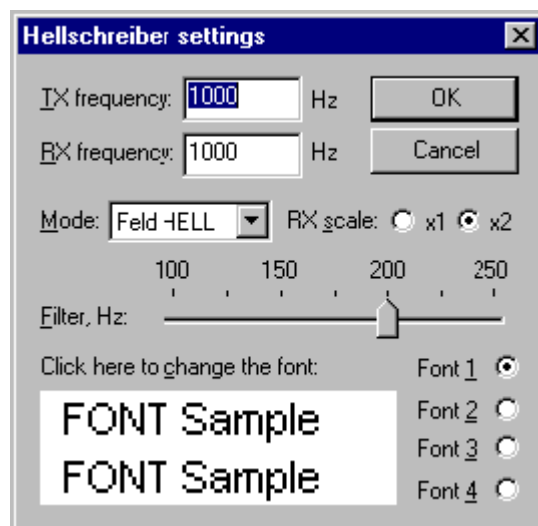 Hellschreiber settings
TX frequency: 1000 Hz OK
RX frequency: 1000 Hz Cancel
Mode: Feld HELL RX scale: x1 x2
100 150 200 250
Filter, Hz:
Click here to change the font: Font 1
FONT Sample Font 2
Font 3
FONT Sample Font 4